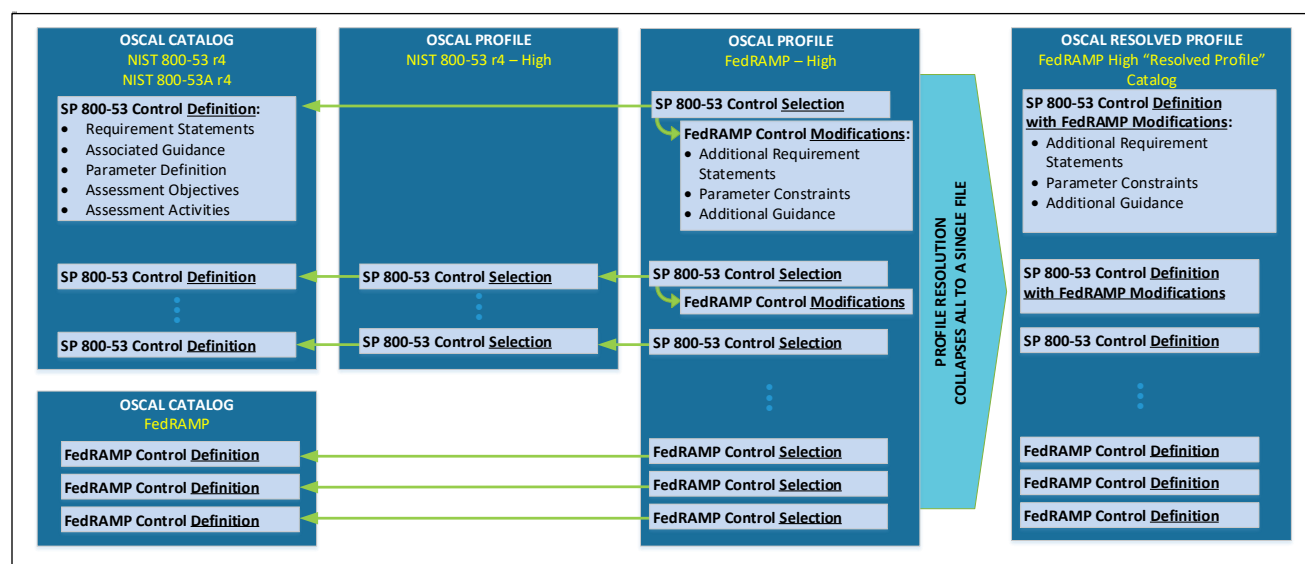 OSCAL CATALOG
NIST 800-53 r4
NIST 800-53A r4
SP 800-53 Control Definition:
• Requirement Statements
• Associated Guidance
• Parameter Definition
• Assessment Objectives
• Assessment Activities
SP 800-53 Control Definition
SP 800-53 Control Definition
OSCAL CATALOG
FedRAMP
FedRAMP Control Definition
FedRAMP Control Definition
FedRAMP Control Definition
OSCAL PROFILE
NIST 800-53 r4 – High
SP 800-53 Control Selection
SP 800-53 Control Selection
OSCAL PROFILE
FedRAMP – High
SP 800-53 Control Selection
FedRAMP Control Modifications:
• Additional Requirement
Statements
• Parameter Constraints
• Additional Guidance
SP 800-53 Control Selection
FedRAMP Control Modifications
SP 800-53 Control Selection
FedRAMP Control Selection
FedRAMP Control Selection
FedRAMP Control Selection
PROFILE RESOLUTION
COLLAPSES ALL TO A SINGLE FILE
OSCAL RESOLVED PROFILE
FedRAMP High “Resolved Profile”
Catalog
SP 800-53 Control Definition
with FedRAMP Modifications:
• Additional Requirement
Statements
• Parameter Constraints
• Additional Guidance
SP 800-53 Control Definition
with FedRAMP Modifications
SP 800-53 Control Definition
FedRAMP Control Definition
FedRAMP Control Definition
FedRAMP Control Definition